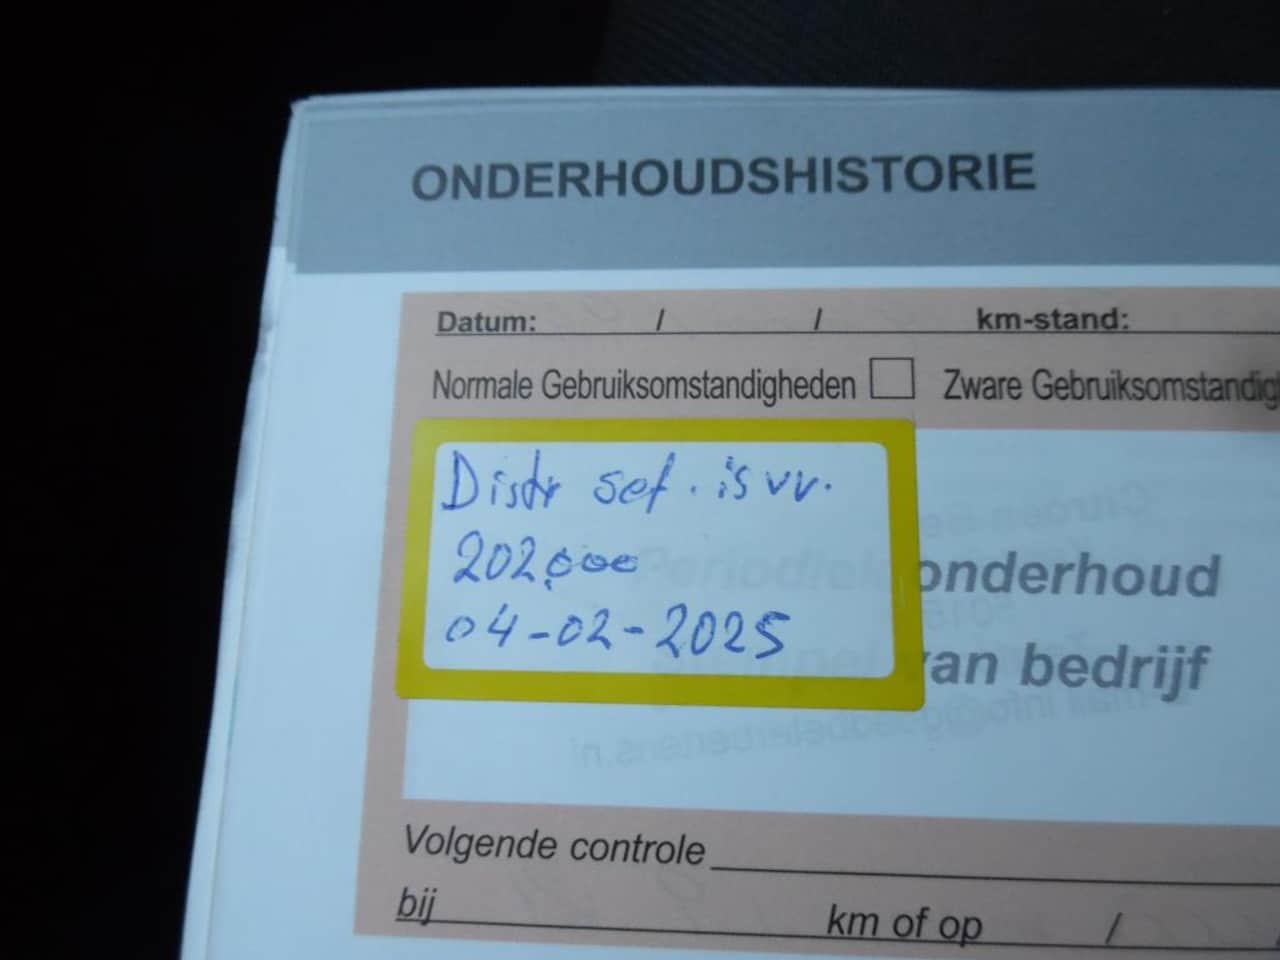 ONDERHOUDSHISTORIE
Datum: / / km-stand:
Normale Gebruiksomstandigheden Zware Gebruiksomstandig
Distr set. is vv.
202.000
04-02-2025
Periodiek onderhoud
van bedrijf
Volgende controle
bij km of op /